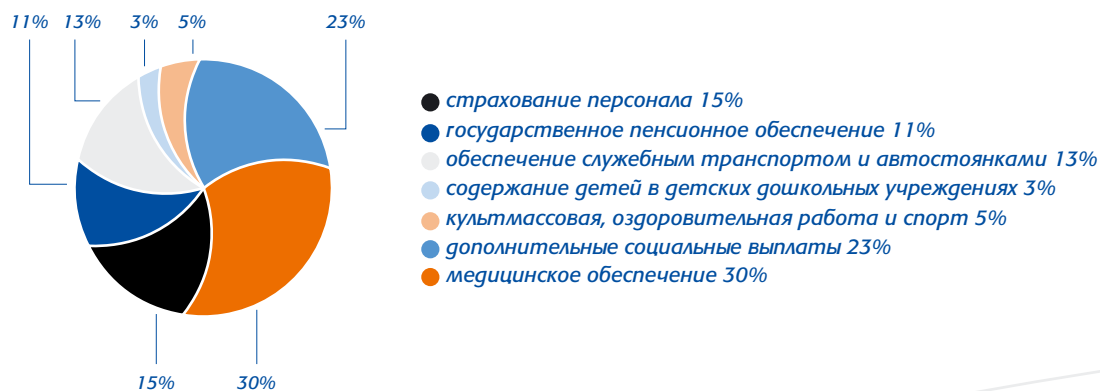 11% 13% 3% 5% 23%
страхование персонала 15%
государственное пенсионное обеспечение 11%
обеспечение служебным транспортом и автостоянками 13%
содержание детей в детских дошкольных учреждениях 3%
культмассовая, оздоровительная работа и спорт 5%
дополнительные социальные выплаты 23%
медицинское обеспечение 30%
15% 30%